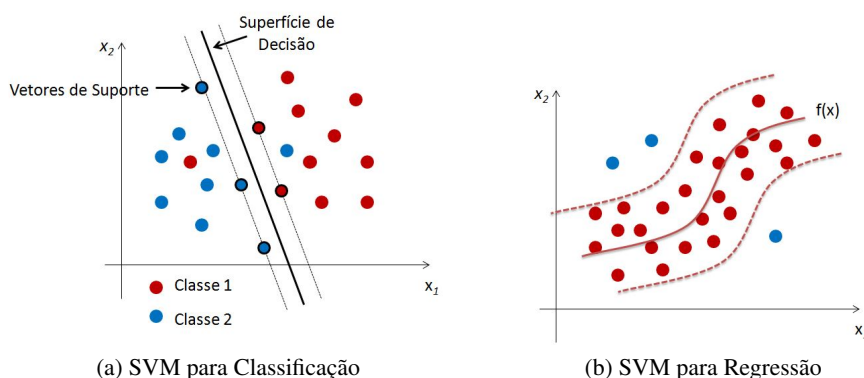 Superfície de
Decisão
x2
Vetores de Suporte
Classe 1
Classe 2
x1
(a) SVM para Classificação
x2
f(x)
x
(b) SVM para Regressão